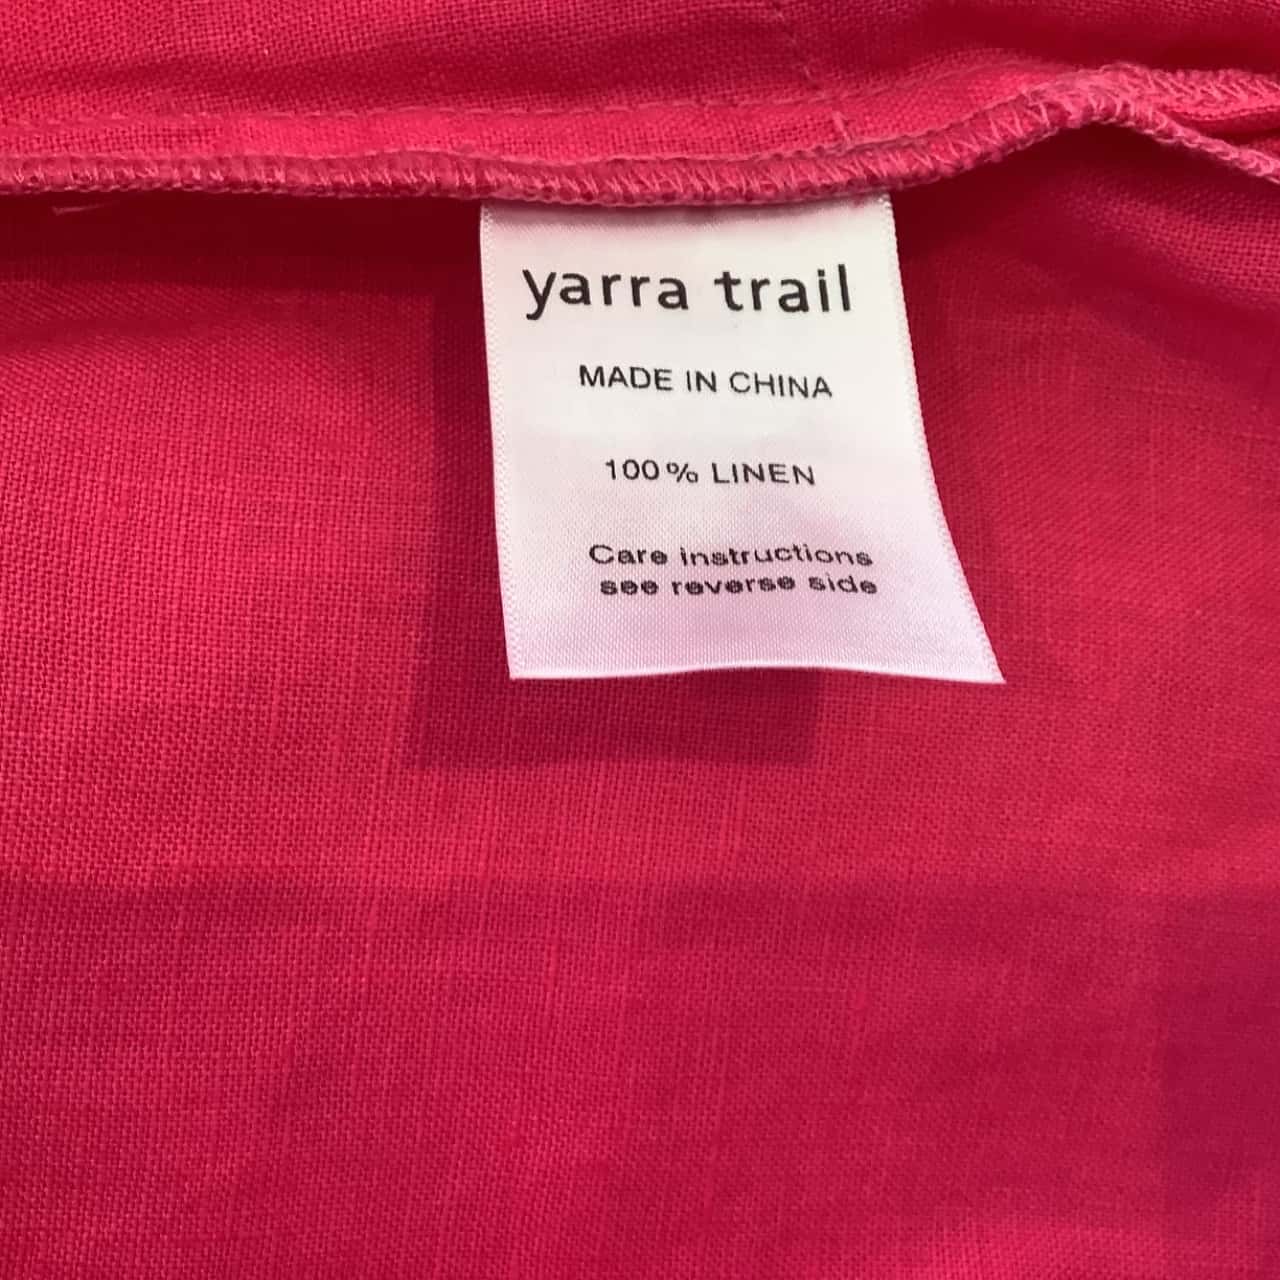 yarra trail
MADE IN CHINA
100% LINEN
Care instructions
see reverse side